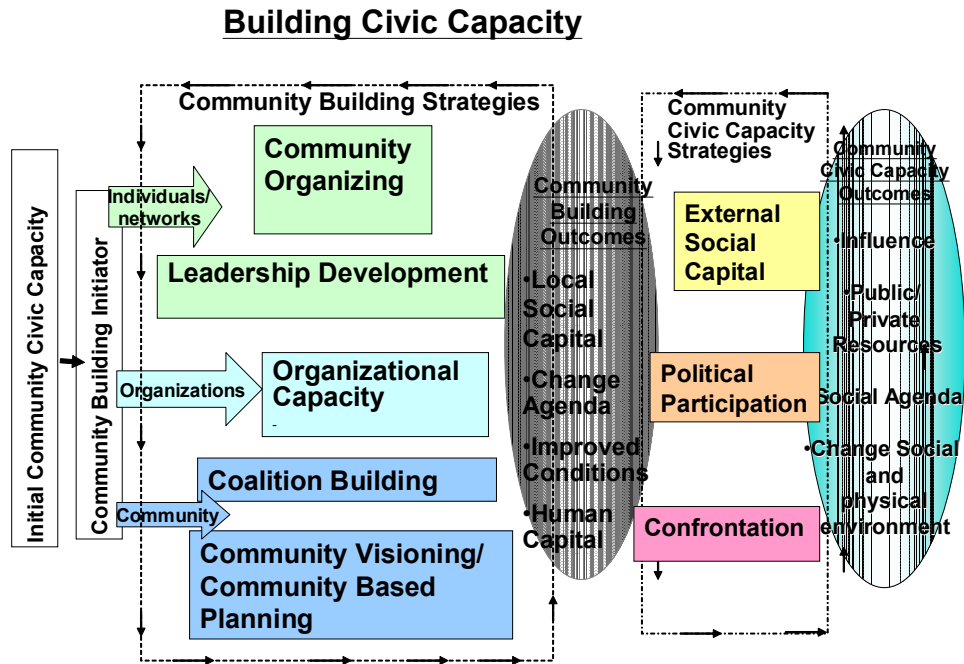 Building Civic Capacity
Initial Community Civic Capacity
Community Building Initiator
Community Building Strategies
Individuals/
networks
Community
Organizing
Leadership Development
Organizations
Organizational
Capacity
-
Coalition Building
Community
Community Visioning/
Community Based
Planning
Community
Building
Outcomes
•Local
Social
Capital
•Change
Agenda
•Improved
Conditions
•Human
Capital
Community
Civic Capacity
Strategies
External
Social
Capital
Political
Participation
Confrontation
Community
Civic Capacity
Outcomes
•Influence
•Public/
Private
Resources
Social Agenda
•Change Social
and
physical
environment